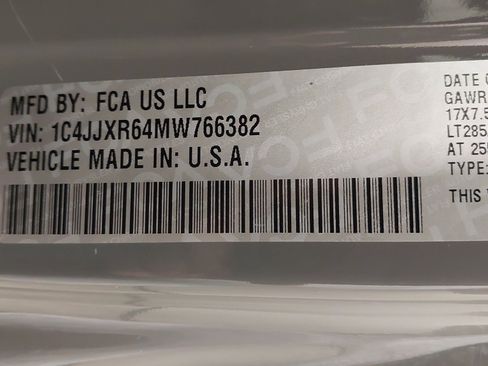 MFD BY: FCA US LLC
VIN: 1C4JJXR64MW766382
VEHICLE MADE IN: U.S.A.
DATE O
GAWR
17X7.5
LT285
AT 25
TYPE:
THIS V